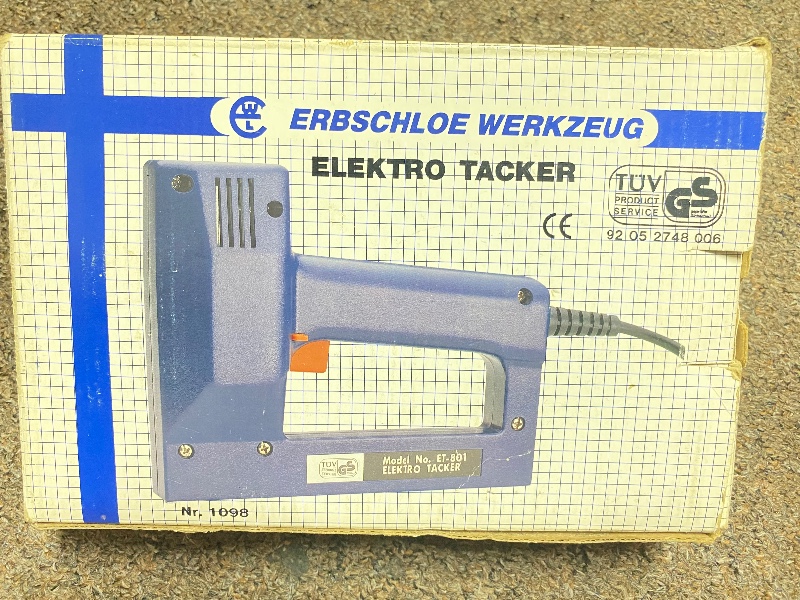 EWL
ERBSCHLOE WERKZEUG
ELEKTRO TACKER
TÜV
PRODUCT
SERVICE
GS
CE
92 05 2748 006
TÜV
GS
Model No. ET-801
ELEKTRO TACKER
Nr. 1098